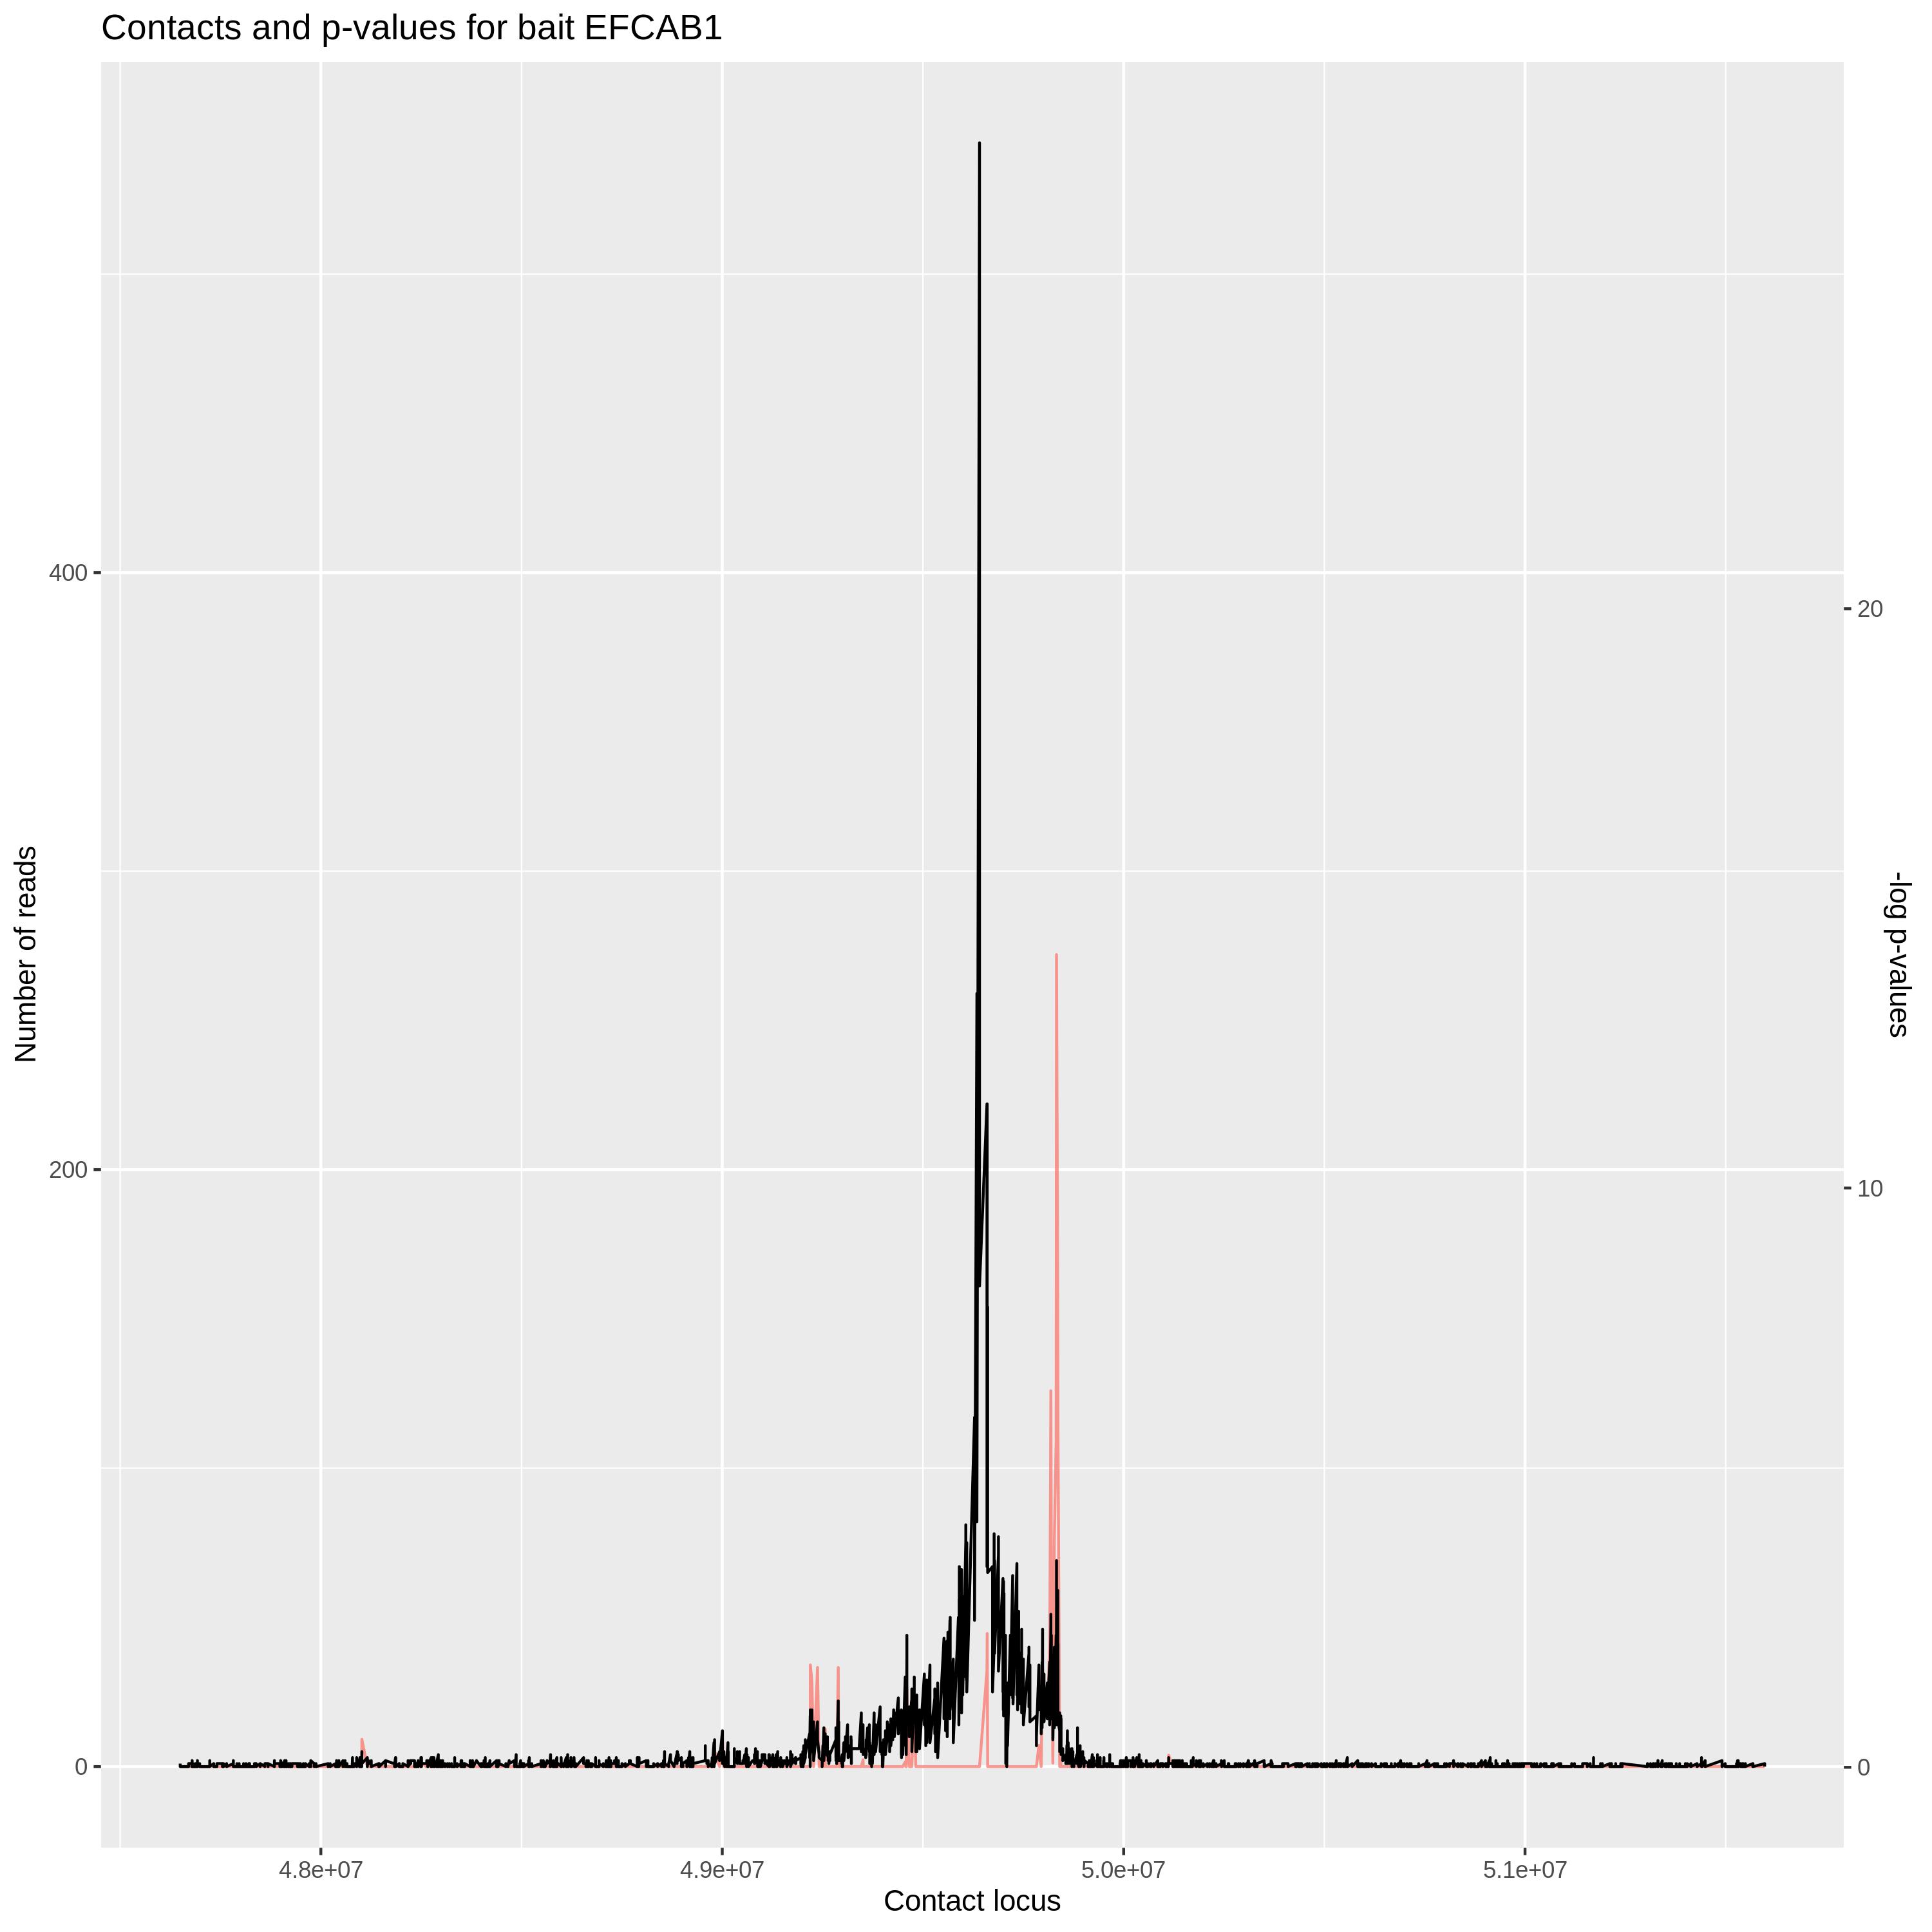 Contacts and p-values for bait EFCAB1
Number of reads
400
200
0
20
10
0
-log p-values
4.8e+07
4.9e+07
5.0e+07
5.1e+07
Contact locus